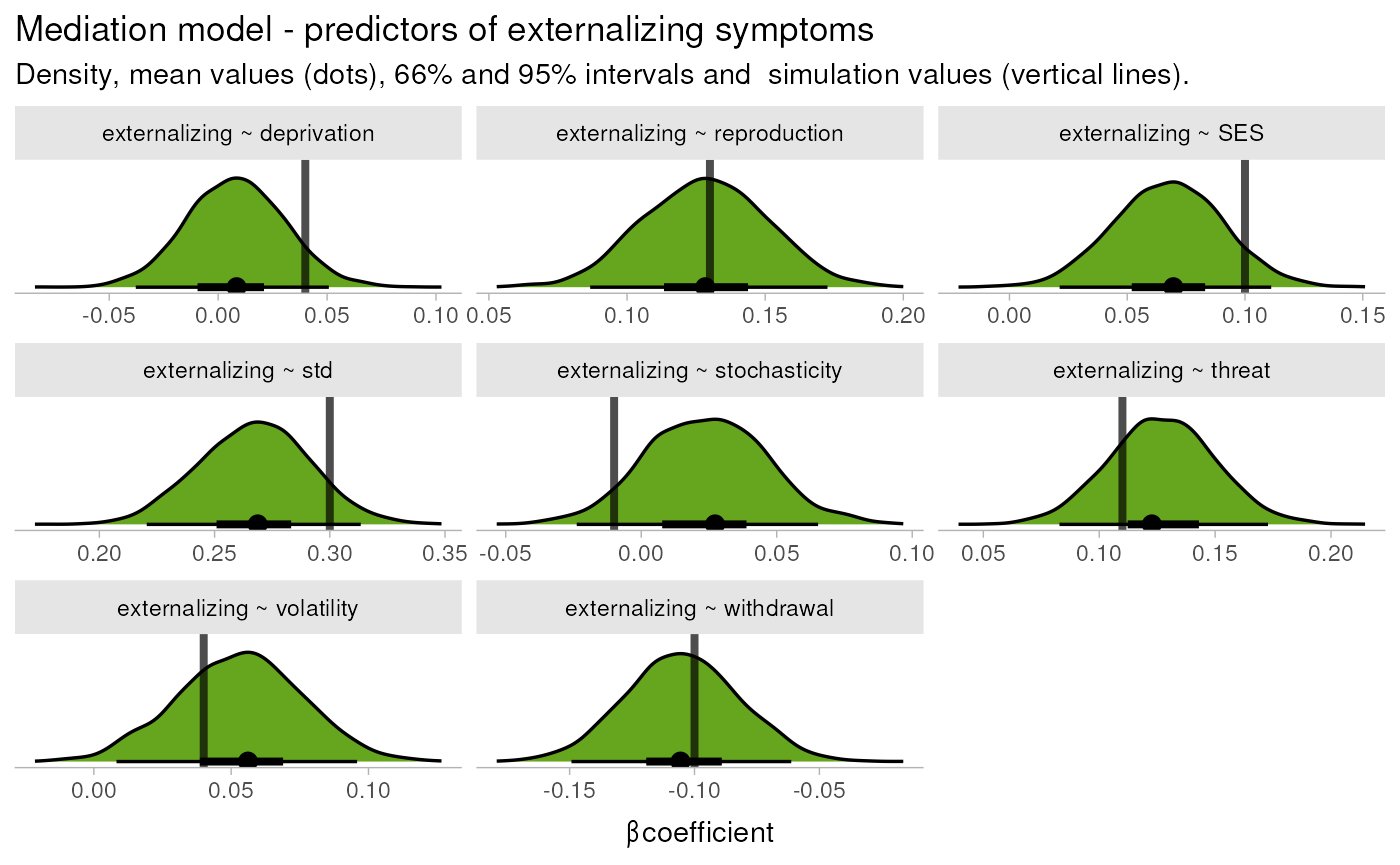 Mediation model - predictors of externalizing symptoms
Density, mean values (dots), 66% and 95% intervals and  simulation values (vertical lines).
externalizing ~ deprivation
externalizing ~ reproduction
externalizing ~ SES
-0.05 0.00 0.05 0.10
0.05 0.10 0.15 0.20
0.00 0.05 0.10 0.15
externalizing ~ std
externalizing ~ stochasticity
externalizing ~ threat
0.20 0.25 0.30 0.35
-0.05 0.00 0.05 0.10
0.05 0.10 0.15 0.20
externalizing ~ volatility
externalizing ~ withdrawal
0.00 0.05 0.10
-0.15 -0.10 -0.05
βcoefficient